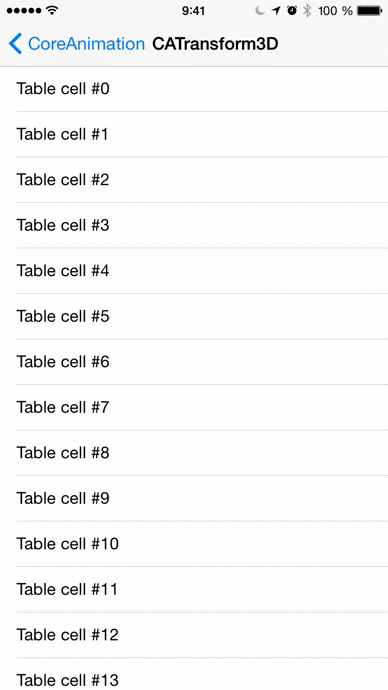 9:41 100 %
CoreAnimation CATransform3D
Table cell #0
Table cell #1
Table cell #2
Table cell #3
Table cell #4
Table cell #5
Table cell #6
Table cell #7
Table cell #8
Table cell #9
Table cell #10
Table cell #11
Table cell #12
Table cell #13